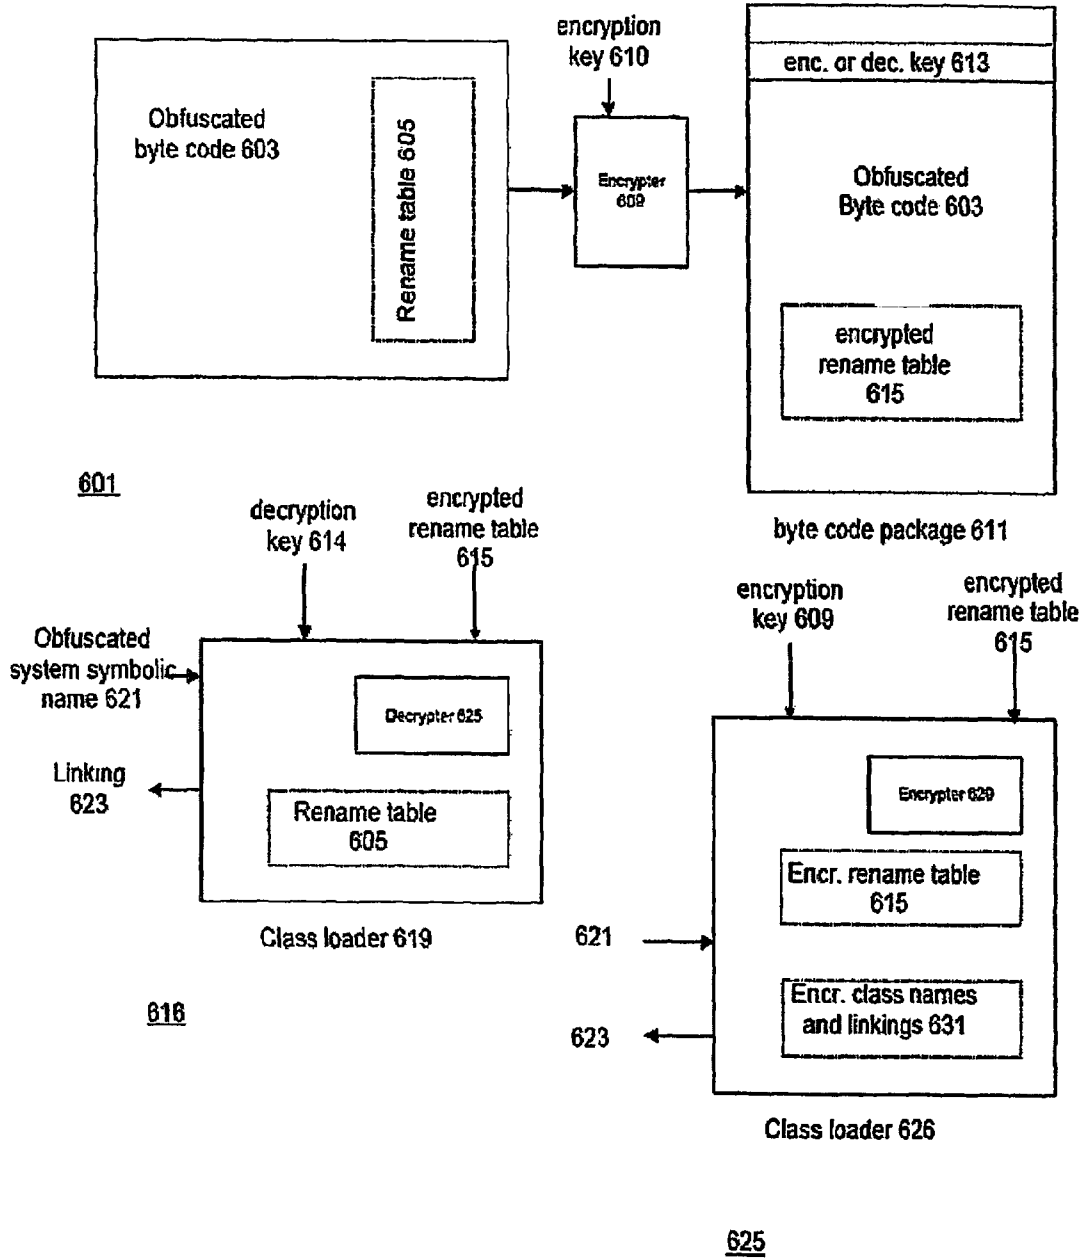 Obfuscated
byte code 603
Rename table 605
encryption
key 610
Encrypter
609
enc. or dec. key 613
Obfuscated
Byte code 603
encrypted
rename table
615
byte code package 611
601
decryption
key 614
encrypted
rename table
615
Obfuscated
system symbolic
name 621
Decrypter 625
Linking
623
Rename table
605
Class loader 619
616
encryption
key 609
encrypted
rename table
615
Encrypter 629
Encr. rename table
615
621
Encr. class names
and linkings 631
623
Class loader 626
625